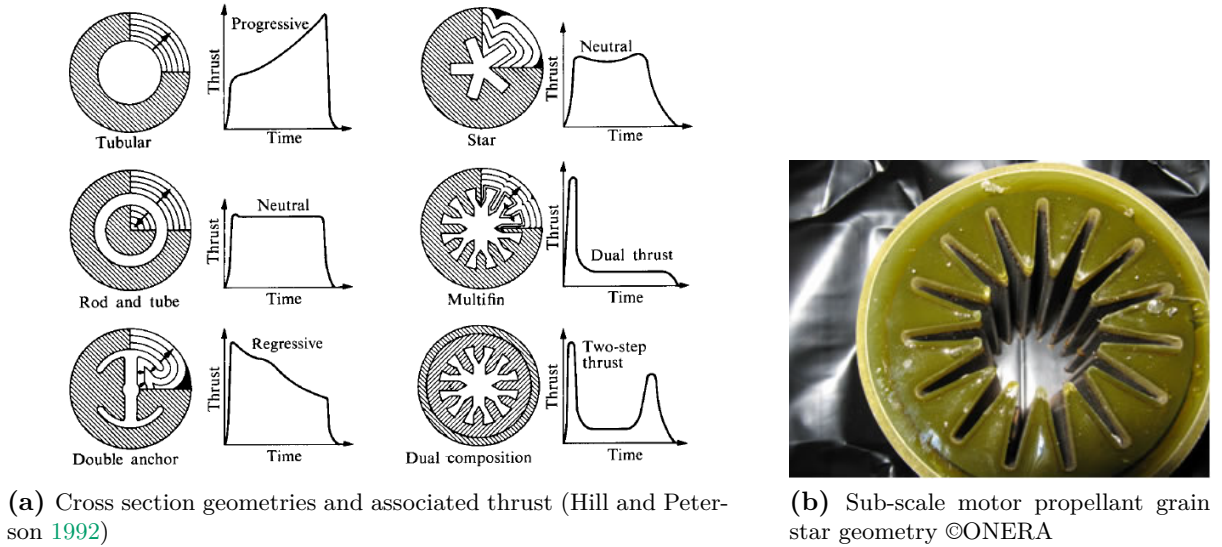 Progressive
Thrust
Time
Tubular
Neutral
Thrust
Time
Star
Neutral
Thrust
Time
Rod and tube
Dual thrust
Thrust
Time
Multifin
Regressive
Thrust
Time
Double anchor
Two-step
thrust
Thrust
Time
Dual composition
(a) Cross section geometries and associated thrust (Hill and Peter-
son 1992)
(b) Sub-scale motor propellant grain
star geometry ©ONERA